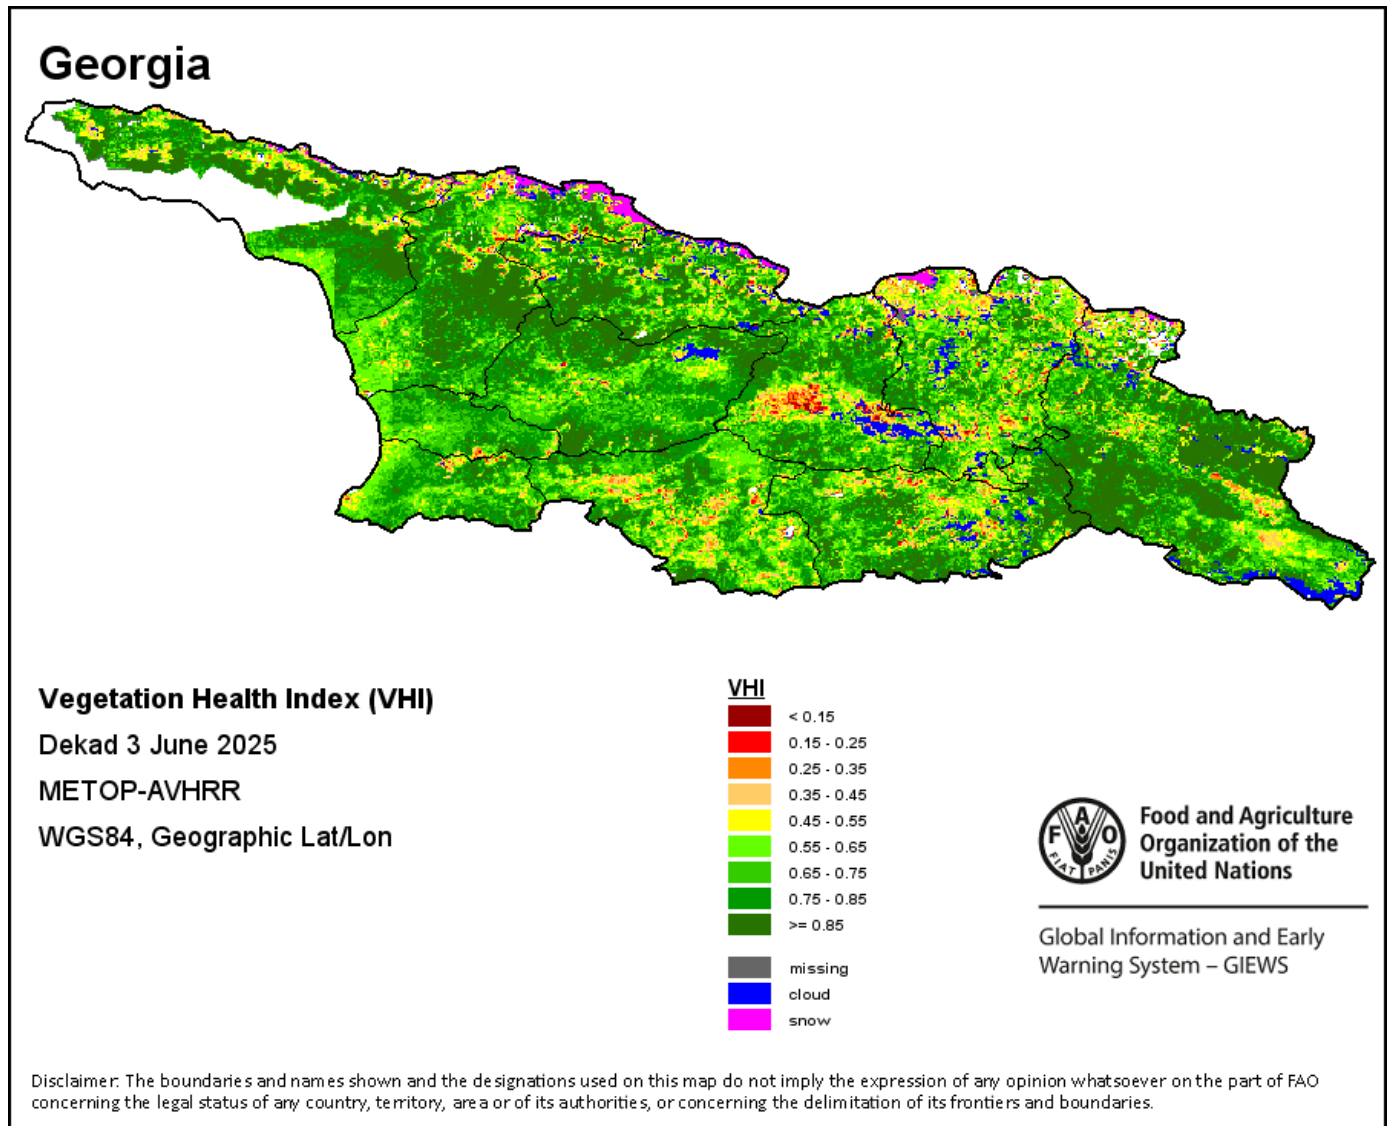 Georgia
Vegetation Health Index (VHI)
Dekad 3 June 2025
METOP-AVHRR
WGS84, Geographic Lat/Lon
VHI
< 0.15
0.15 - 0.25
0.25 - 0.35
0.35 - 0.45
0.45 - 0.55
0.55 - 0.65
0.65 - 0.75
0.75 - 0.85
>= 0.85
missing
cloud
snow
F A O
FIAT PANIS
Food and Agriculture
Organization of the
United Nations
Global Information and Early
Warning System – GIEWS
Disclaimer: The boundaries and names shown and the designations used on this map do not imply the expression of any opinion whatsoever on the part of FAO
concerning the legal status of any country, territory, area or of its authorities, or concerning the delimitation of its frontiers and boundaries.